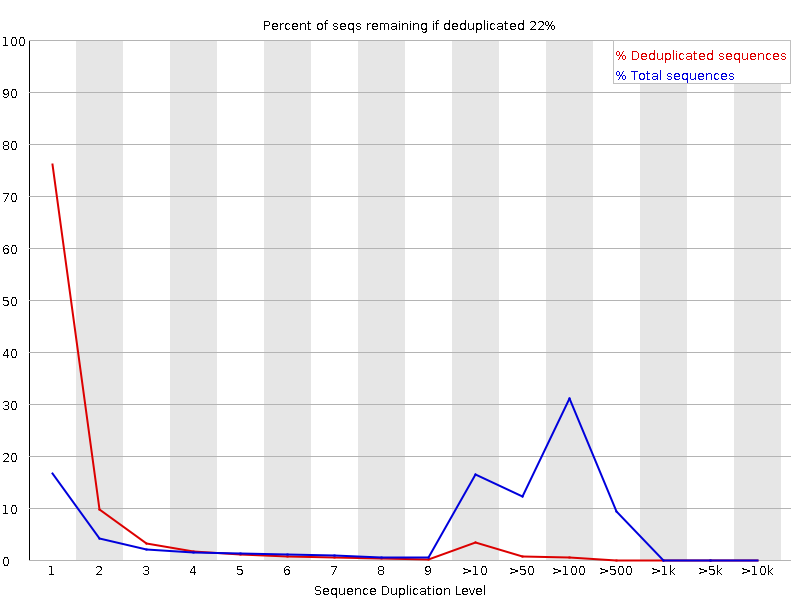 Percent of seqs remaining if deduplicated 22%
% Deduplicated sequences
% Total sequences
100
90
80
70
60
50
40
30
20
10
0
1 2 3 4 5 6 7 8 9 >10 >50 >100 >500 >1k >5k >10k
Sequence Duplication Level